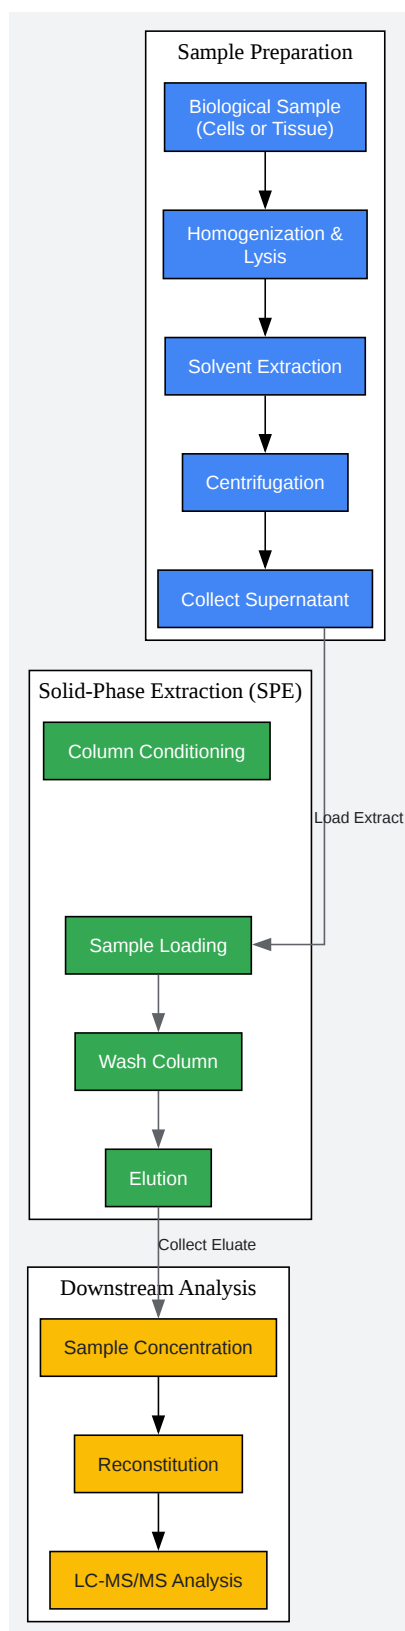 Sample Preparation
Biological Sample
(Cells or Tissue)
Homogenization &
Lysis
Solvent Extraction
Centrifugation
Collect Supernatant
Solid-Phase Extraction (SPE)
Column Conditioning
Load Extract
Sample Loading
Wash Column
Elution
Collect Eluate
Downstream Analysis
Sample Concentration
Reconstitution
LC-MS/MS Analysis